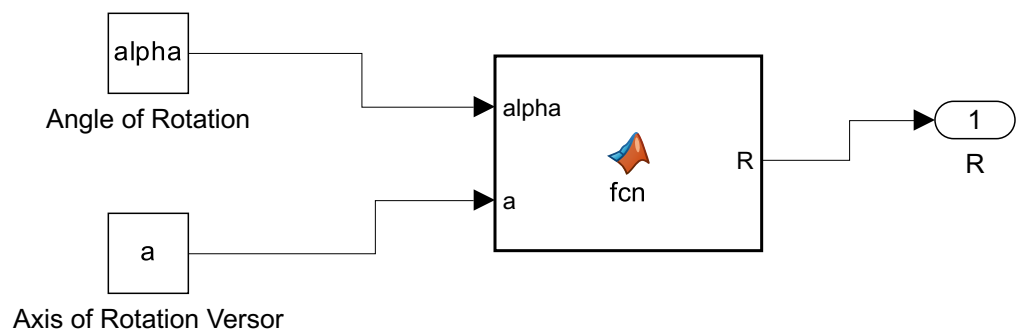 alpha
Angle of Rotation
a
Axis of Rotation Versor
alpha
a
fcn
R
1
R